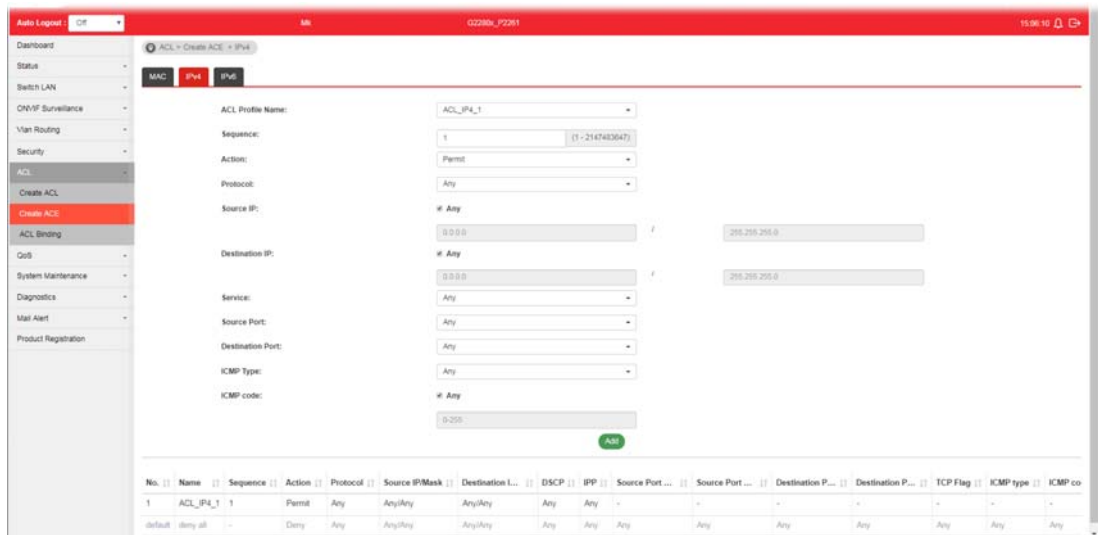 Auto Logout : Off Mk G2280x_P2261 15:06:10
Dashboard
Status
Switch LAN
ONVIF Surveillance
Vlan Routing
Security
ACL
Create ACL
Create ACE
ACL Binding
QoS
System Maintenance
Diagnostics
Mail Alert
Product Registration
ACL > Create ACE > IPv4
MAC IPv4 IPv6
ACL Profile Name: ACL_IP4_1
Sequence: 1 (1 - 2147483647)
Action: Permit
Protocol: Any
Source IP: Any
0.0.0.0 / 255.255.255.0
Destination IP: Any
0.0.0.0 / 255.255.255.0
Service: Any
Source Port: Any
Destination Port: Any
ICMP Type: Any
ICMP code: Any
0-255
Add
No. Name Sequence Action Protocol Source IP/Mask Destination I... DSCP IPP Source Port ... Source Port ... Destination P... Destination P... TCP Flag ICMP type ICMP co
1 ACL_IP4_1 1 Permit Any Any/Any Any/Any Any Any - - - - - - -
default deny all - Deny Any Any/Any Any/Any Any Any Any Any Any Any Any Any Any